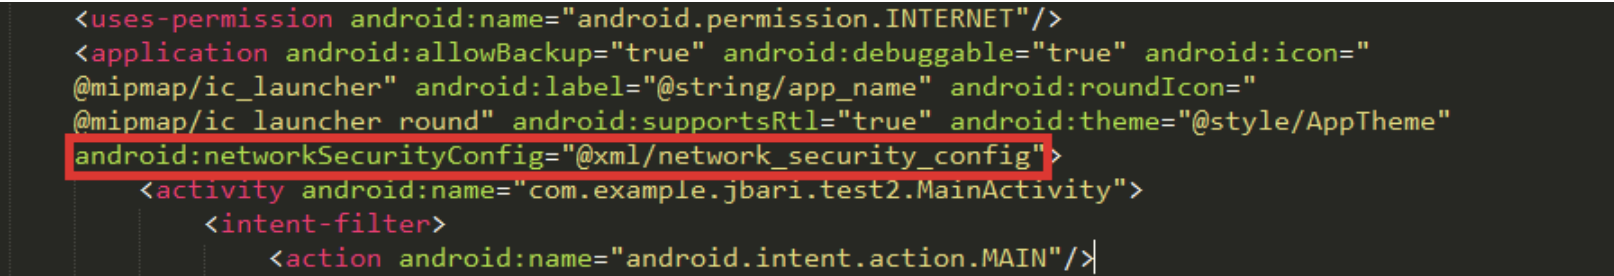 <uses-permission android:name="android.permission.INTERNET"/>
<application android:allowBackup="true" android:debuggable="true" android:icon="
@mipmap/ic_launcher" android:label="@string/app_name" android:roundIcon="
@mipmap/ic_launcher_round" android:supportsRtl="true" android:theme="@style/AppTheme"
android:networkSecurityConfig="@xml/network_security_config">
<activity android:name="com.example.jbari.test2.MainActivity">
<intent-filter>
<action android:name="android.intent.action.MAIN"/>